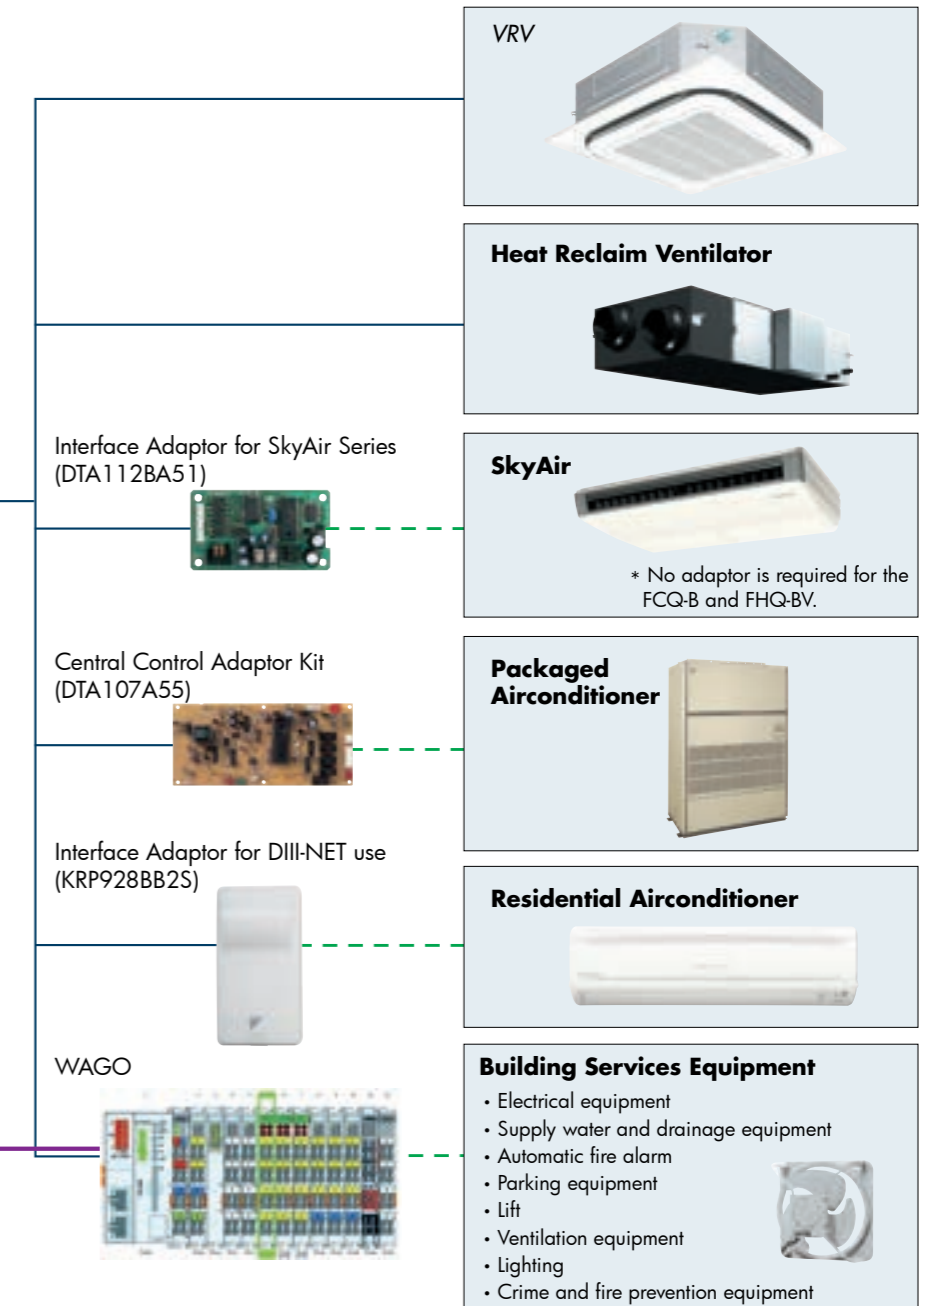 VRV
Heat Reclaim Ventilator
Interface Adaptor for SkyAir Series
(DTA112BA51)
SkyAir
* No adaptor is required for the
FCQ-B and FHQ-BV.
Central Control Adaptor Kit
(DTA107A55)
Packaged
Airconditioner
Interface Adaptor for DIII-NET use
(KRP928BB2S)
Residential Airconditioner
WAGO
Building Services Equipment
• Electrical equipment
• Supply water and drainage equipment
• Automatic fire alarm
• Parking equipment
• Lift
• Ventilation equipment
• Lighting
• Crime and fire prevention equipment